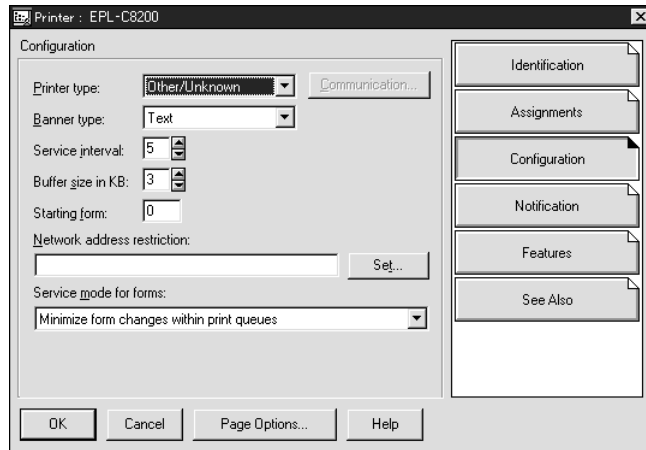 Printer : EPL-C8200
Configuration
Printer type: Other/Unknown Communication...
Banner type: Text
Service interval: 5
Buffer size in KB: 3
Starting form: 0
Network address restriction:
Set...
Service mode for forms:
Minimize form changes within print queues
OK Cancel Page Options... Help
Identification
Assignments
Configuration
Notification
Features
See Also